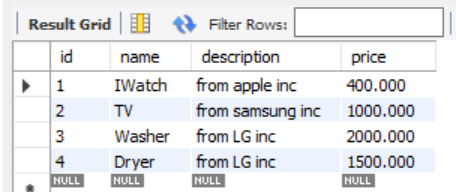 Result Grid Filter Rows:
id name description price
1 IWatch from apple inc 400.000
2 TV from samsung inc 1000.000
3 Washer from LG inc 2000.000
4 Dryer from LG inc 1500.000
NULL NULL NULL NULL